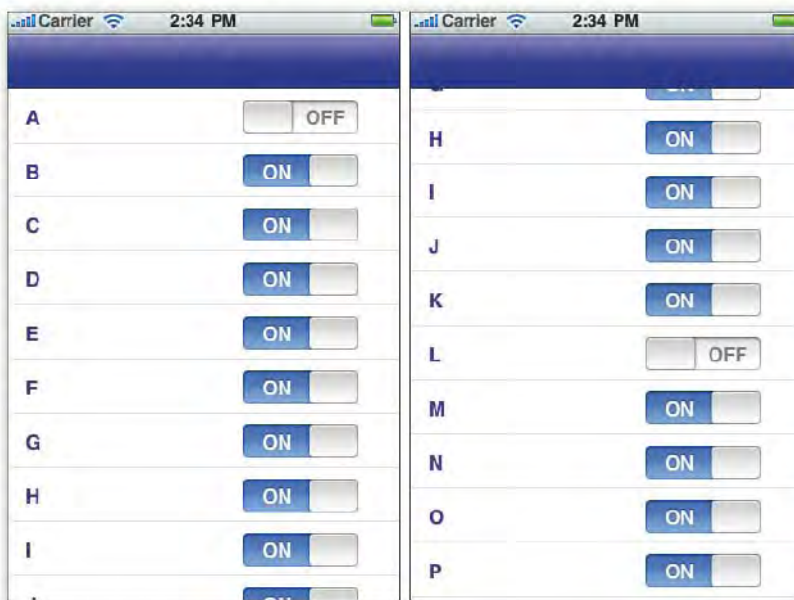 Carrier 2:34 PM
A OFF
B ON
C ON
D ON
E ON
F ON
G ON
H ON
I ON
Carrier 2:34 PM
H ON
I ON
J ON
K ON
L OFF
M ON
N ON
O ON
P ON